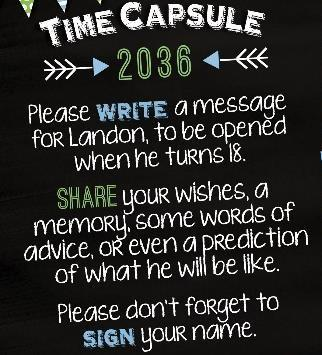 TIME CAPSULE
2036
Please WRITE a message
for Landon, to be opened
when he turns 18.
SHARE your wishes, a
memory, some words of
advice, or even a prediction
of what he will be like.
Please don't forget to
SIGN your name.